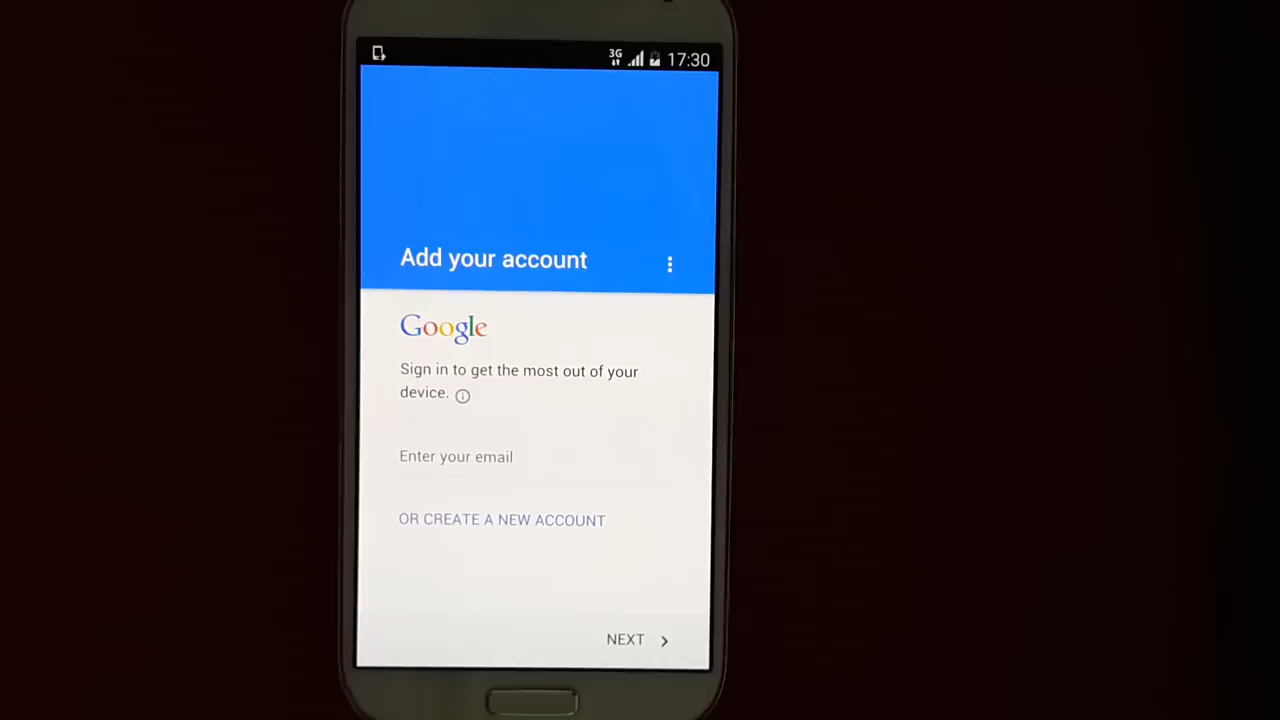 3G 17:30
Add your account
Google
Sign in to get the most out of your
device.
Enter your email
OR CREATE A NEW ACCOUNT
NEXT